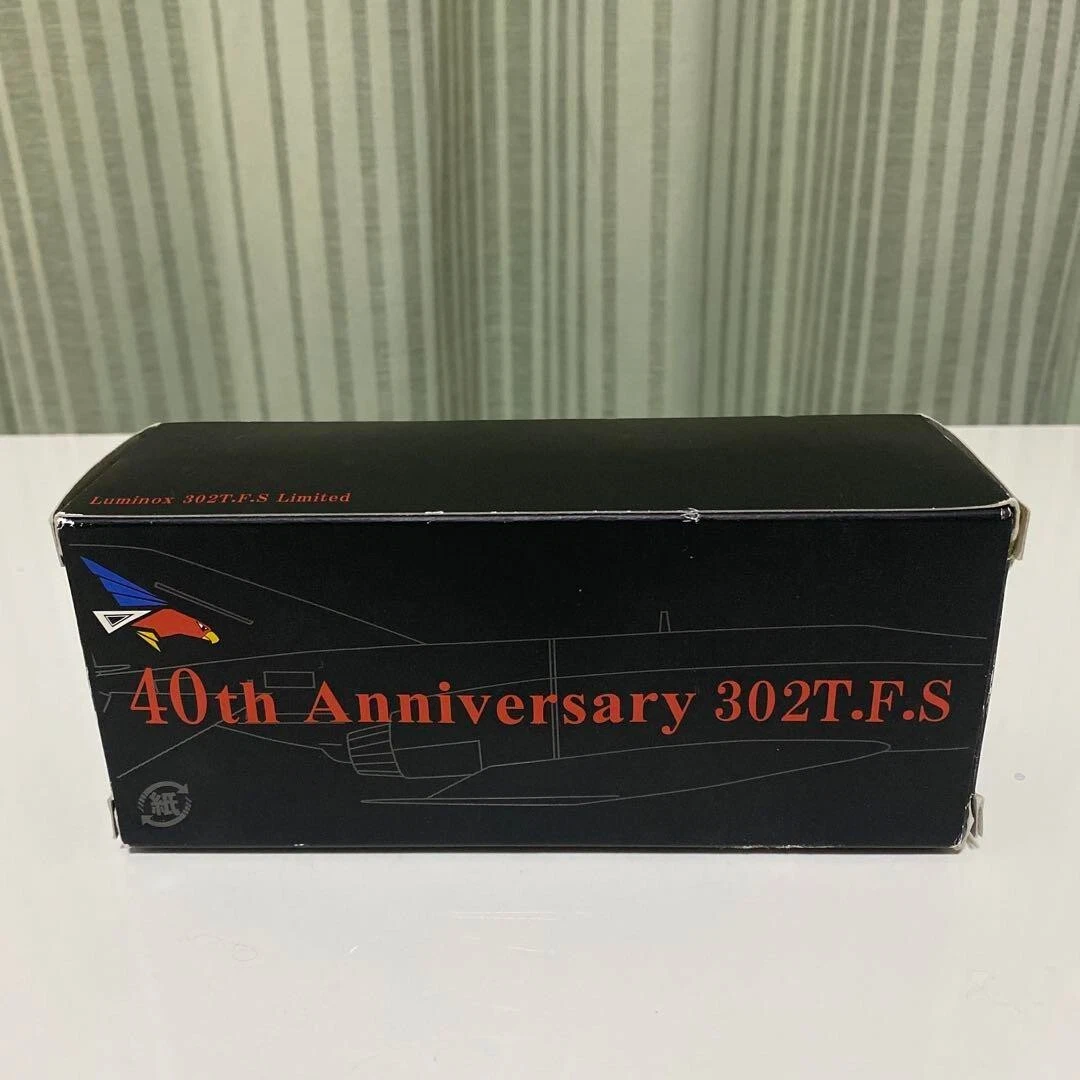 Luminox 302T.F.S Limited
40th Anniversary 302T.F.S
紙